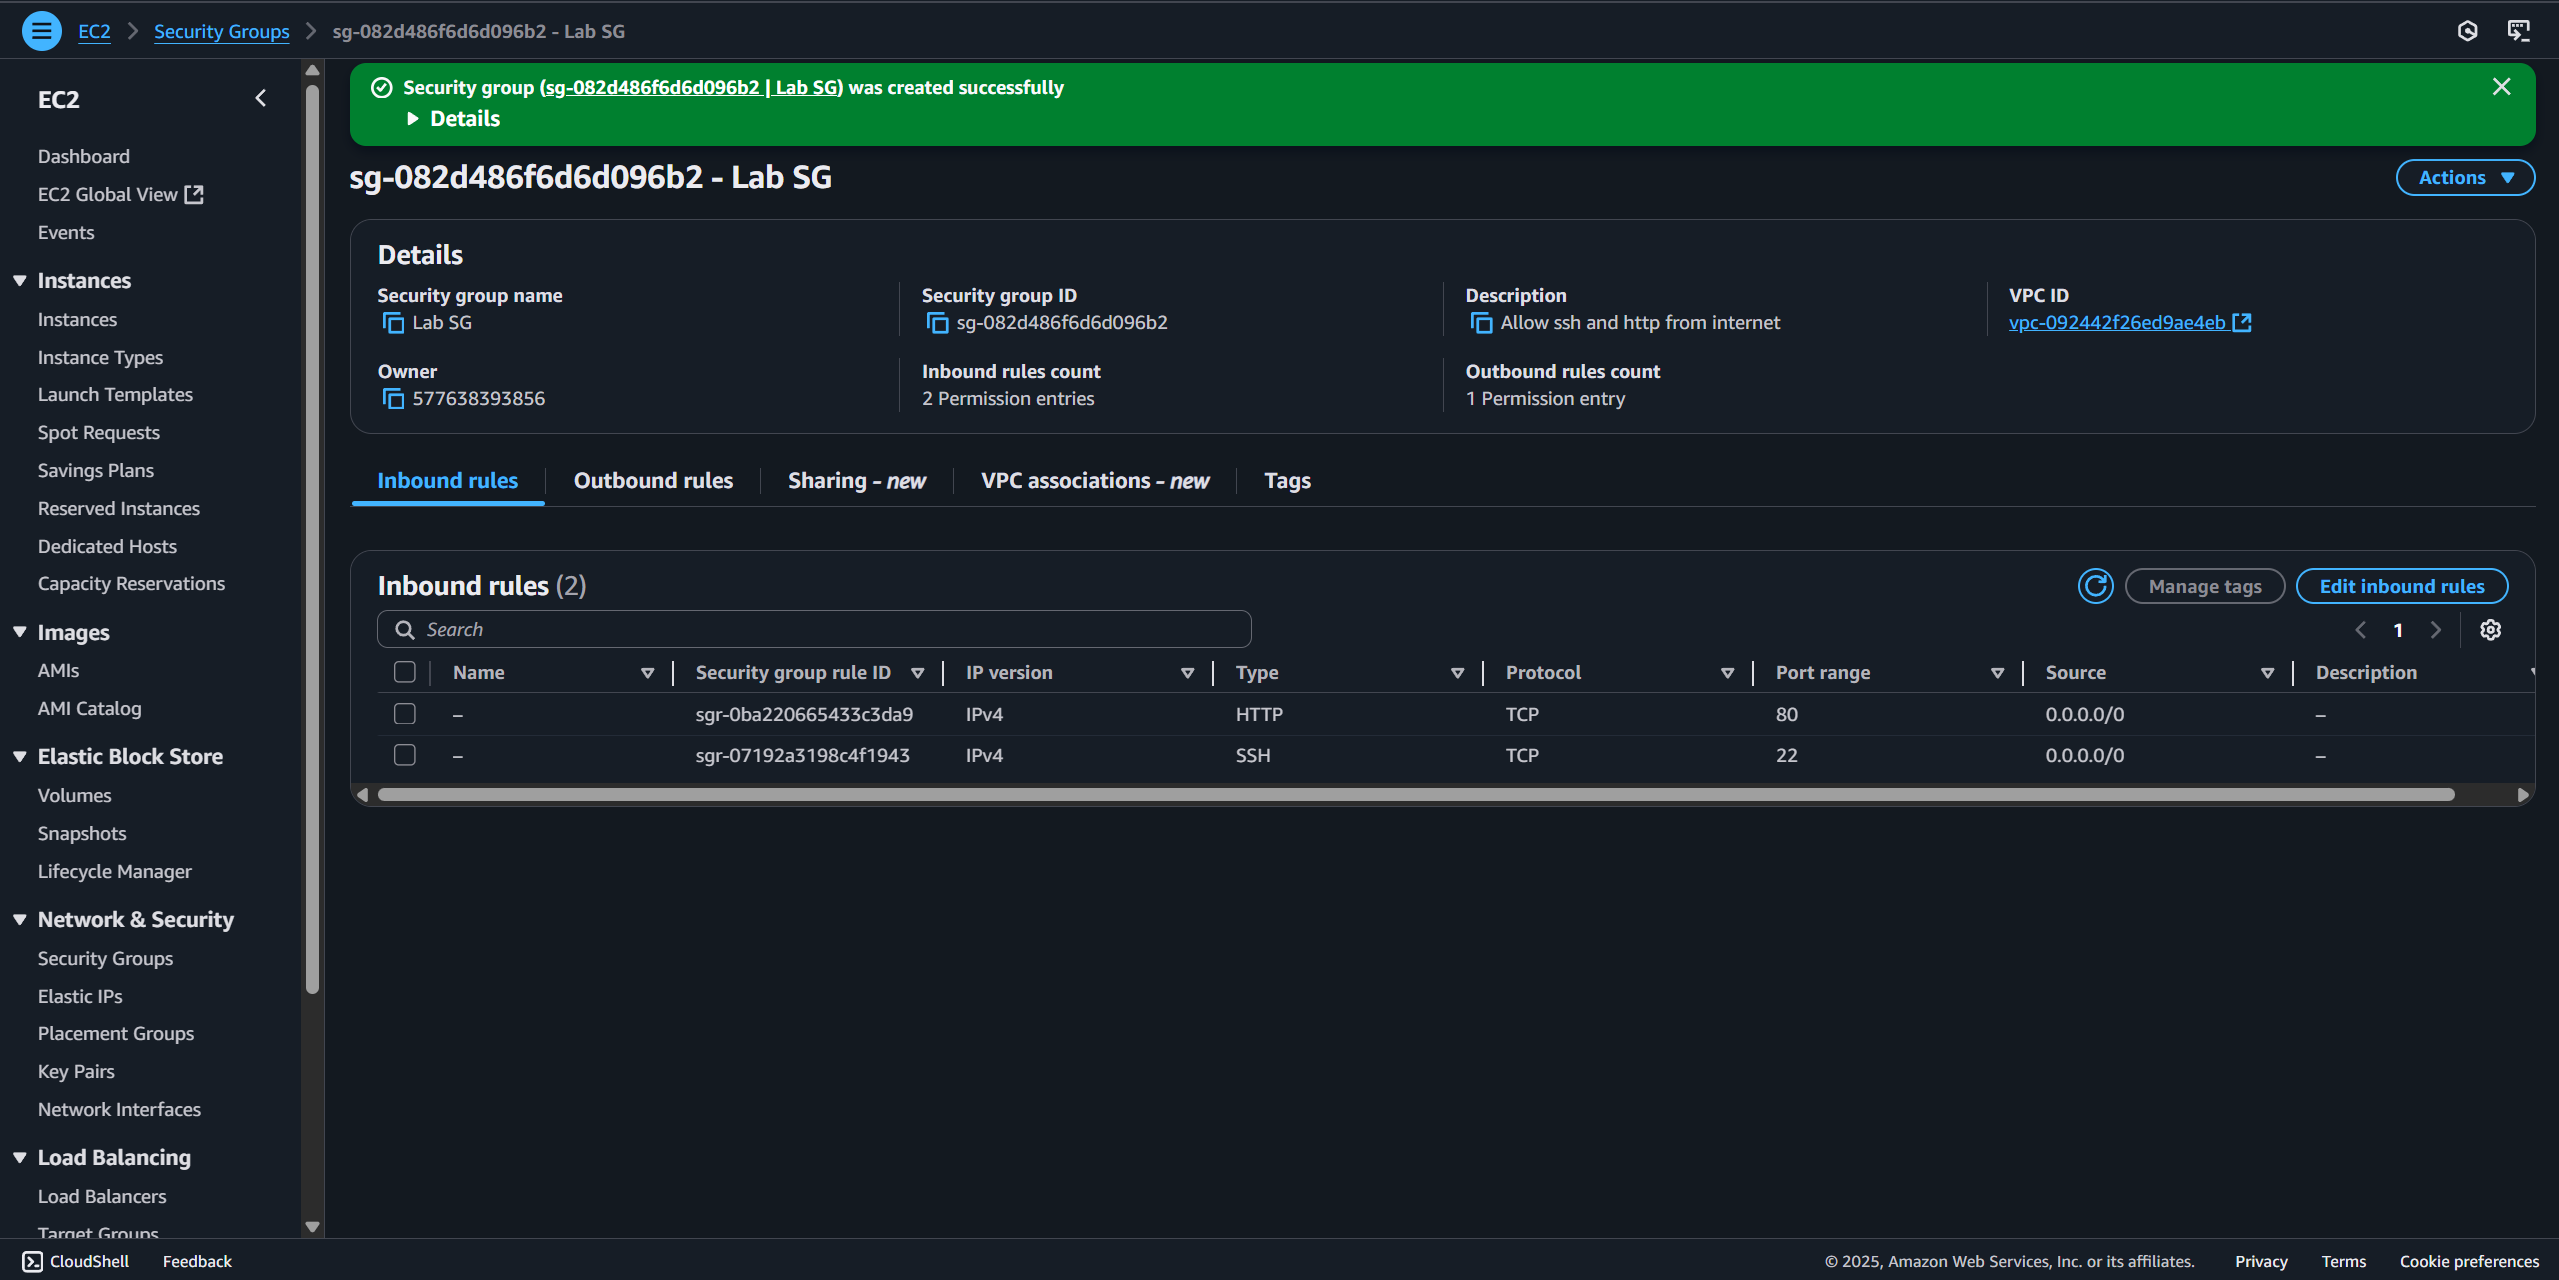 EC2 > Security Groups > sg-082d486f6d6d096b2 - Lab SG
EC2
Dashboard
EC2 Global View
Events
Instances
Instances
Instance Types
Launch Templates
Spot Requests
Savings Plans
Reserved Instances
Dedicated Hosts
Capacity Reservations
Images
AMIs
AMI Catalog
Elastic Block Store
Volumes
Snapshots
Lifecycle Manager
Network & Security
Security Groups
Elastic IPs
Placement Groups
Key Pairs
Network Interfaces
Load Balancing
Load Balancers
Target Groups
Security group (sg-082d486f6d6d096b2 | Lab SG) was created successfully
Details
sg-082d486f6d6d096b2 - Lab SG
Actions
Details
Security group name
Lab SG
Security group ID
sg-082d486f6d6d096b2
Description
Allow ssh and http from internet
VPC ID
vpc-092442f26ed9ae4eb
Owner
577638393856
Inbound rules count
2 Permission entries
Outbound rules count
1 Permission entry
Inbound rules Outbound rules Sharing - new VPC associations - new Tags
Inbound rules (2)
Manage tags Edit inbound rules
Search
1
Name Security group rule ID IP version Type Protocol Port range Source Description
– sgr-0ba220665433c3da9 IPv4 HTTP TCP 80 0.0.0.0/0 –
– sgr-07192a3198c4f1943 IPv4 SSH TCP 22 0.0.0.0/0 –
CloudShell Feedback © 2025, Amazon Web Services, Inc. or its affiliates. Privacy Terms Cookie preferences